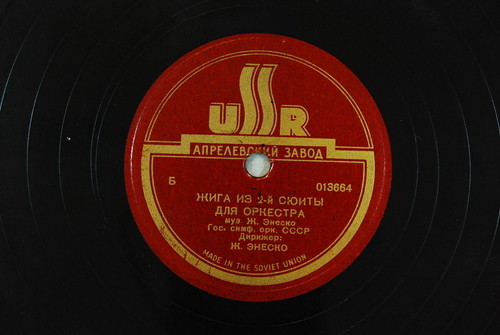 USSR
АПРЕЛЕВСКИЙ ЗАВОД
Б 013664
ЖИГА ИЗ 2-й СЮИТЫ
ДЛЯ ОРКЕСТРА
муз. Ж. Энеско
Гос. симф. орк. СССР
Дирижер:
Ж. ЭНЕСКО
MADE IN THE SOVIET UNION